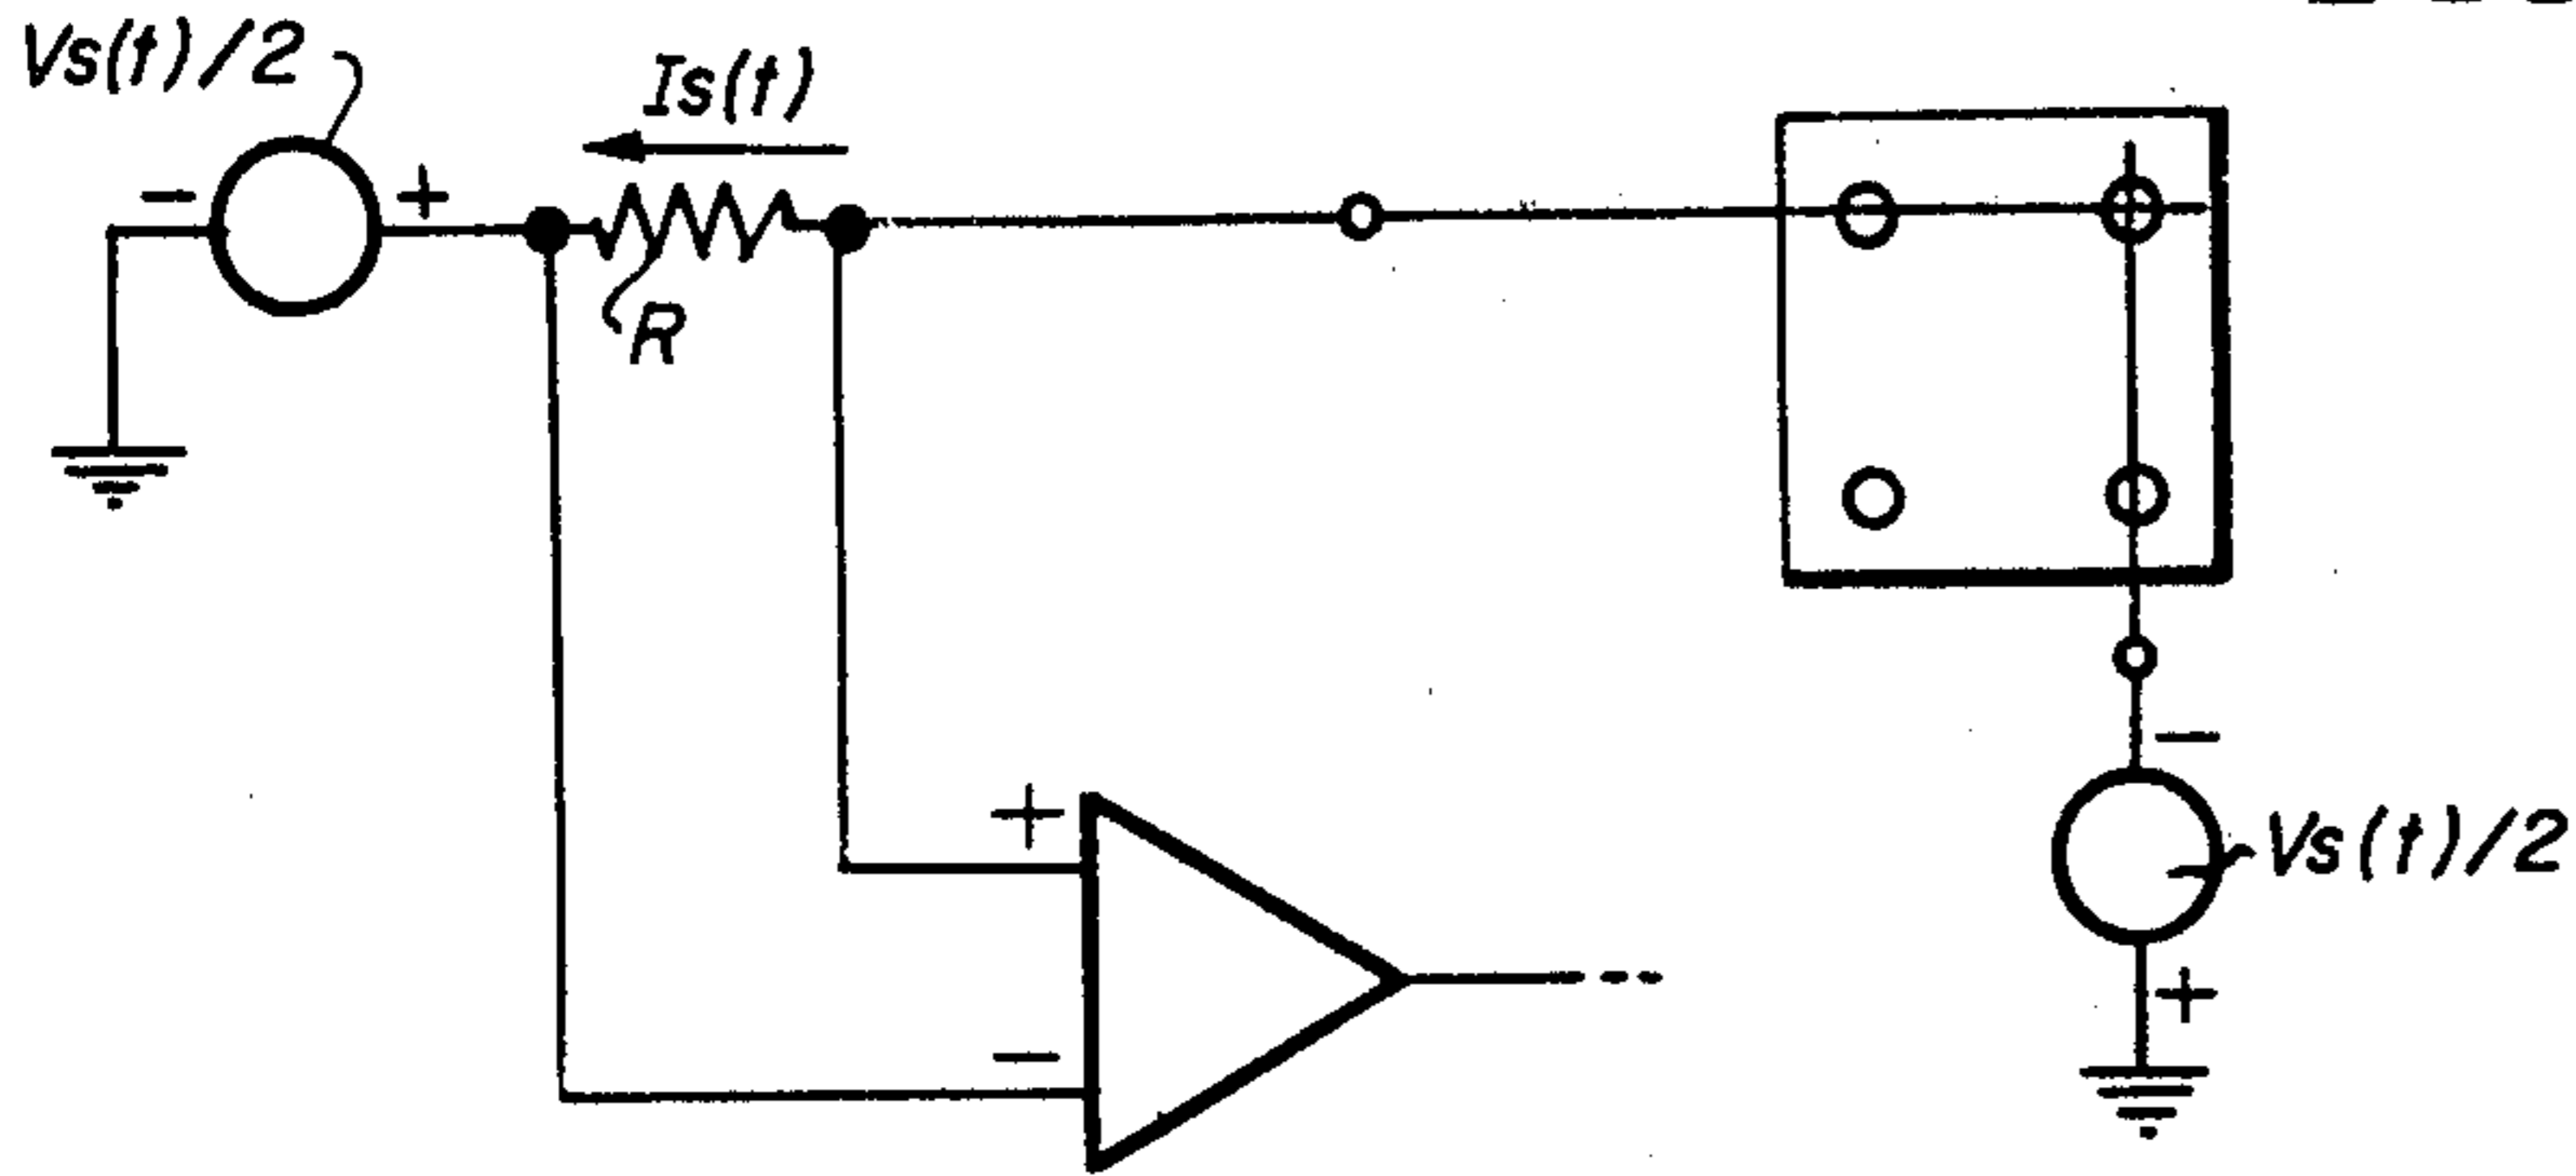 Vs(t)/2
Is(t)
- +
R
+
-
-
Vs(t)/2
+